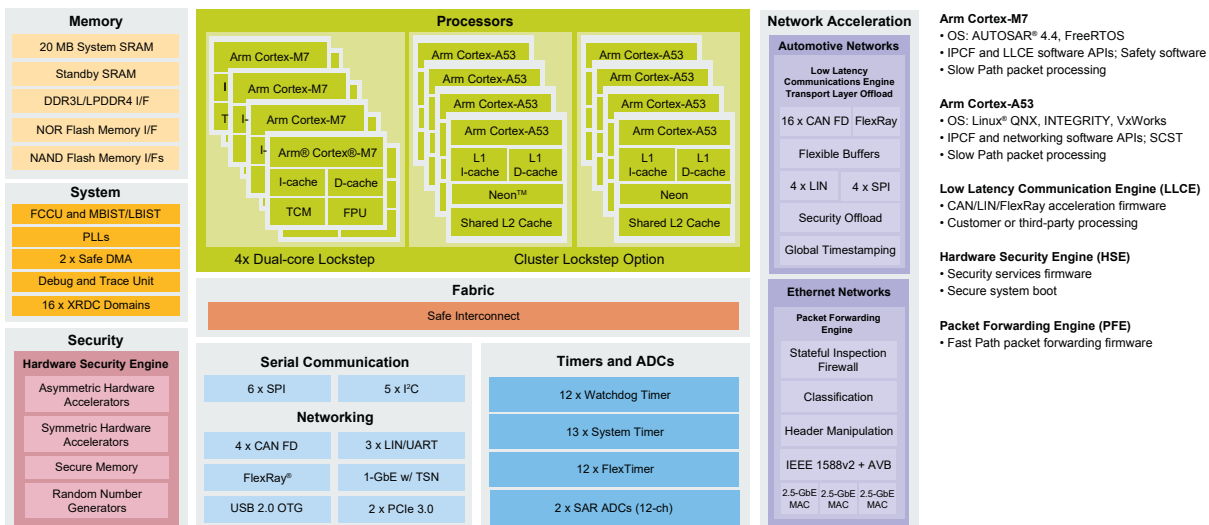 Memory
20 MB System SRAM
Standby SRAM
DDR3L/LPDDR4 I/F
NOR Flash Memory I/F
NAND Flash Memory I/Fs
System
FCCU and MBIST/LBIST
PLLs
2 x Safe DMA
Debug and Trace Unit
16 x XRDC Domains
Security
Hardware Security Engine
Asymmetric Hardware
Accelerators
Symmetric Hardware
Accelerators
Secure Memory
Random Number
Generators
Processors
Arm Cortex-M7
Arm Cortex-M7
Arm Cortex-M7
Arm® Cortex®-M7
I-cache
D-cache
TCM
FPU
4x Dual-core Lockstep
Arm Cortex-A53
Arm Cortex-A53
Arm Cortex-A53
Arm Cortex-A53
L1
I-cache
L1
D-cache
Neon™
Shared L2 Cache
Arm Cortex-A53
Arm Cortex-A53
Arm Cortex-A53
Arm Cortex-A53
L1
I-cache
L1
D-cache
Neon
Shared L2 Cache
Cluster Lockstep Option
Fabric
Safe Interconnect
Serial Communication
6 x SPI
5 x I²C
Networking
4 x CAN FD
3 x LIN/UART
FlexRay®
1-GbE w/ TSN
USB 2.0 OTG
2 x PCIe 3.0
Timers and ADCs
12 x Watchdog Timer
13 x System Timer
12 x FlexTimer
2 x SAR ADCs (12-ch)
Network Acceleration
Automotive Networks
Low Latency
Communications Engine
Transport Layer Offload
16 x CAN FD
FlexRay
Flexible Buffers
4 x LIN
4 x SPI
Security Offload
Global Timestamping
Ethernet Networks
Packet Forwarding
Engine
Stateful Inspection
Firewall
Classification
Header Manipulation
IEEE 1588v2 + AVB
2.5-GbE
MAC
2.5-GbE
MAC
2.5-GbE
MAC
Arm Cortex-M7
• OS: AUTOSAR® 4.4, FreeRTOS
• IPCF and LLCE software APIs; Safety software
• Slow Path packet processing
Arm Cortex-A53
• OS: Linux® QNX, INTEGRITY, VxWorks
• IPCF and networking software APIs; SCST
• Slow Path packet processing
Low Latency Communication Engine (LLCE)
• CAN/LIN/FlexRay acceleration firmware
• Customer or third-party processing
Hardware Security Engine (HSE)
• Security services firmware
• Secure system boot
Packet Forwarding Engine (PFE)
• Fast Path packet forwarding firmware